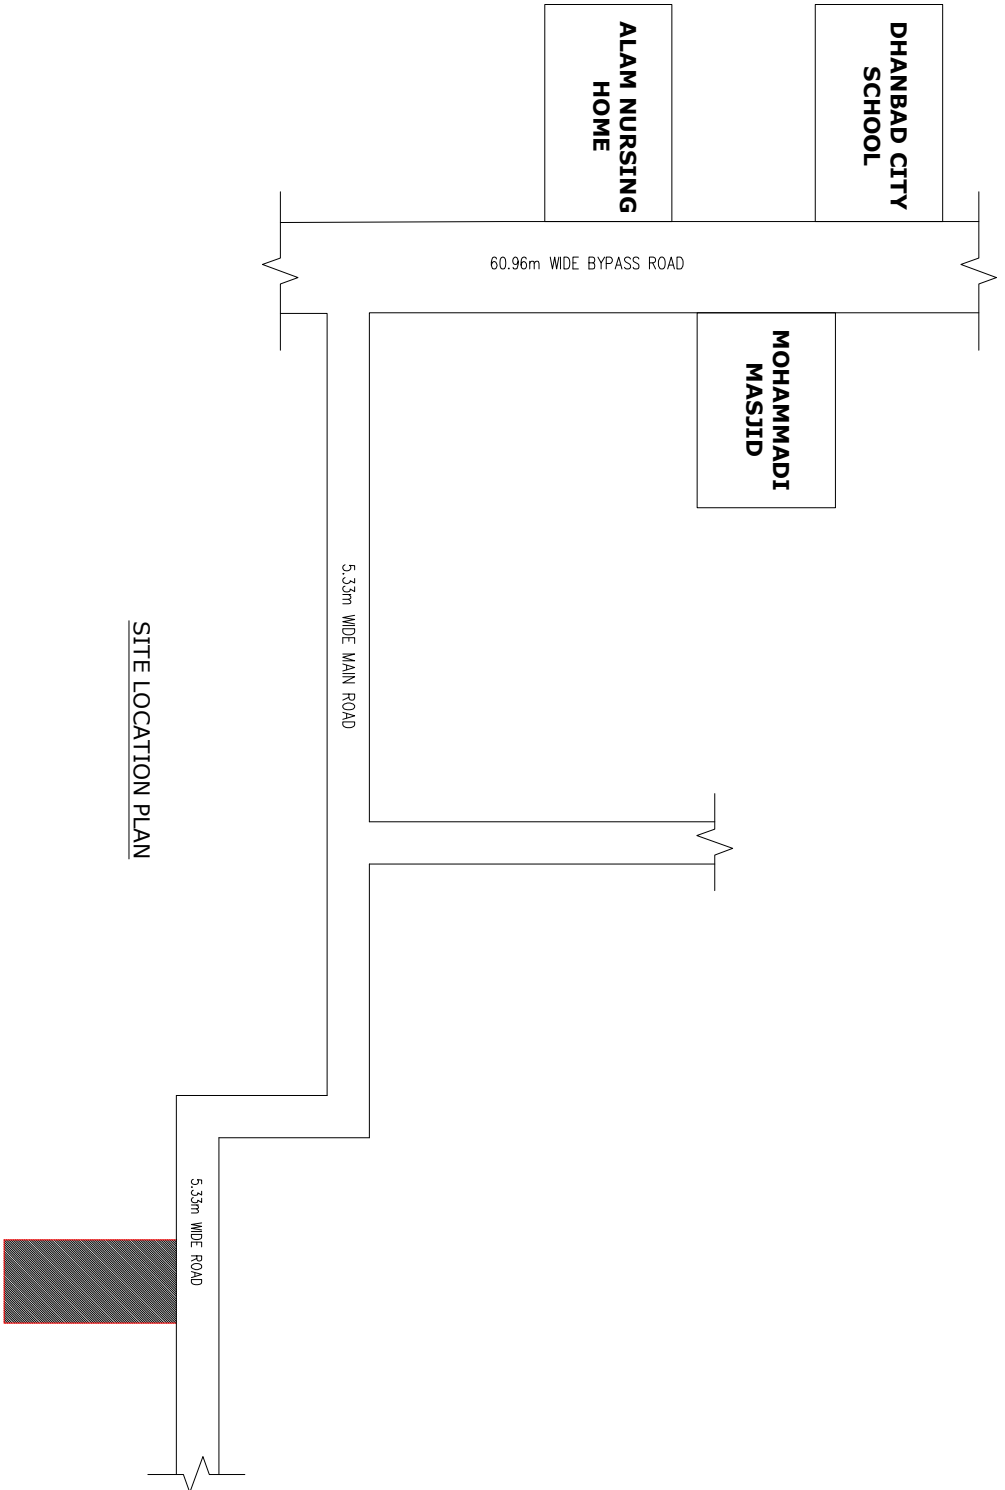 DHANBAD CITY
SCHOOL
ALAM NURSING
HOME
60.96m WIDE BYPASS ROAD
MOHAMMADI
MASJID
5.33m WIDE MAIN ROAD
SITE LOCATION PLAN
5.33m WIDE ROAD